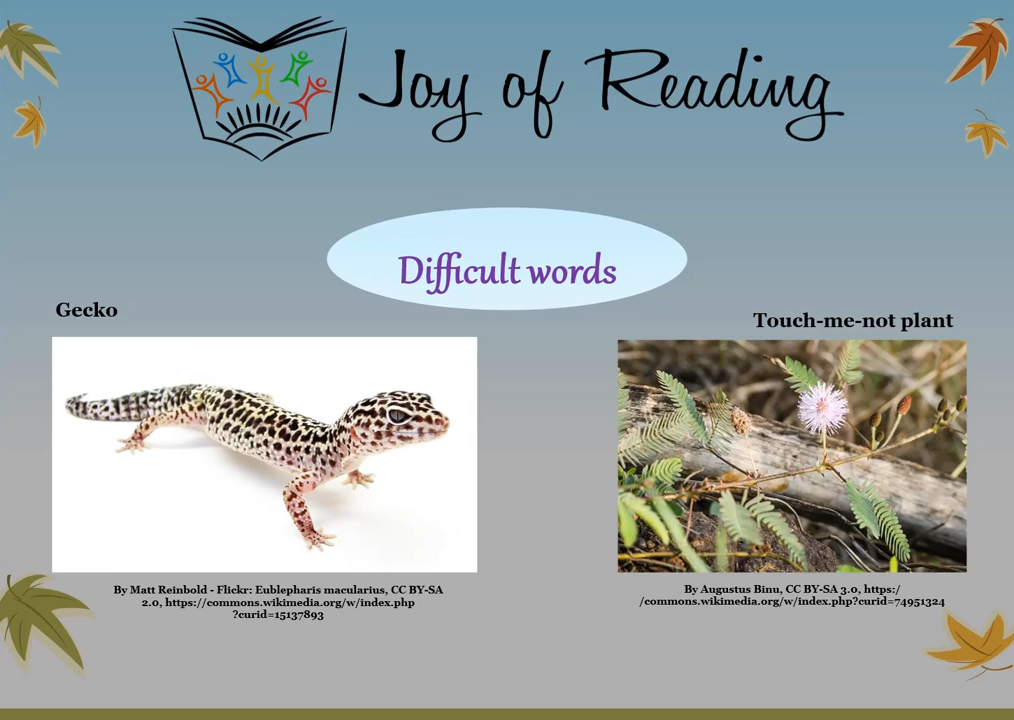 Joy of Reading
Difficult words
Gecko
Touch-me-not plant
By Matt Reinbold - Flickr: Eublepharis macularius, CC BY-SA
2.0, https://commons.wikimedia.org/w/index.php
?curid=15137893
By Augustus Binu, CC BY-SA 3.0, https:/
/commons.wikimedia.org/w/index.php?curid=74951324